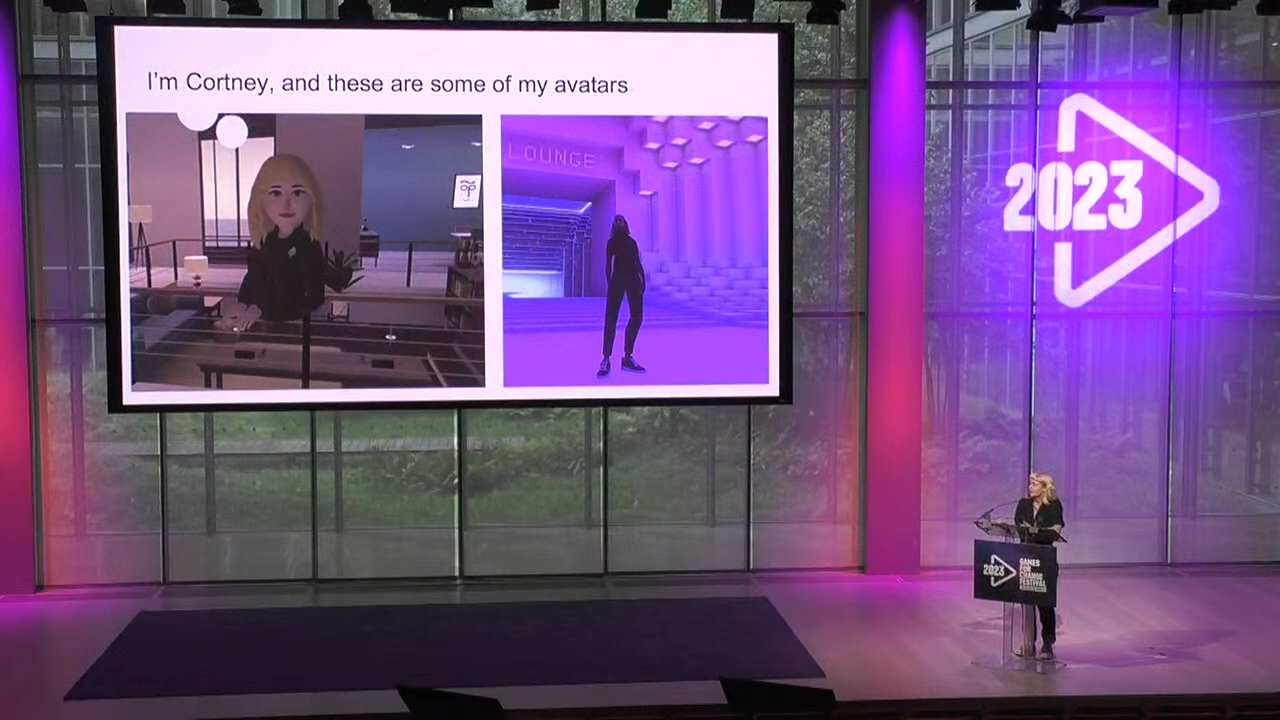 I'm Cortney, and these are some of my avatars
LOUNGE
2023
2023
GAMES
FOR
CHANGE
FESTIVAL